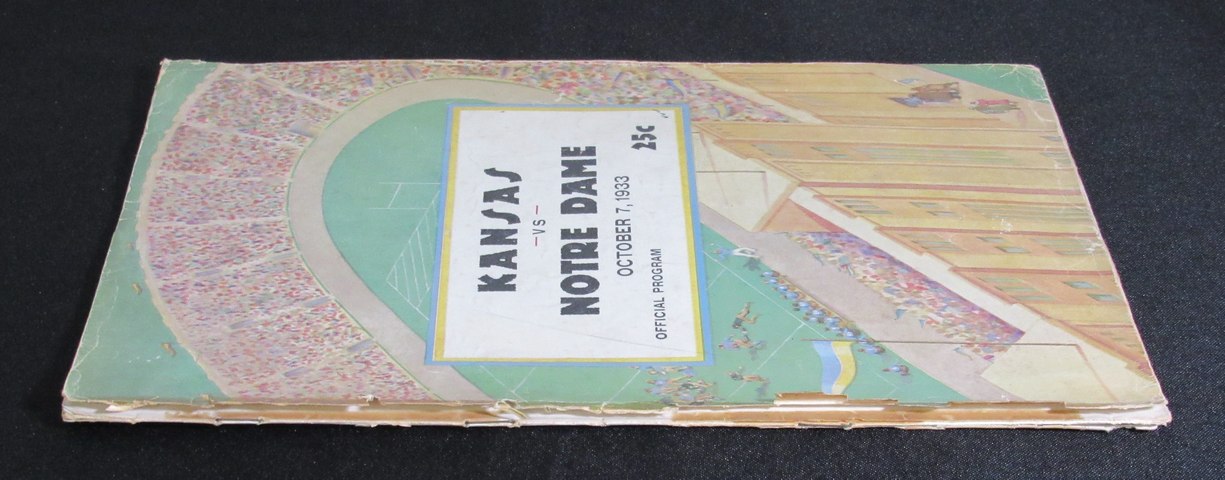 KANSAS
—VS—
NOTRE DAME
OCTOBER 7, 1933
OFFICIAL PROGRAM 25c